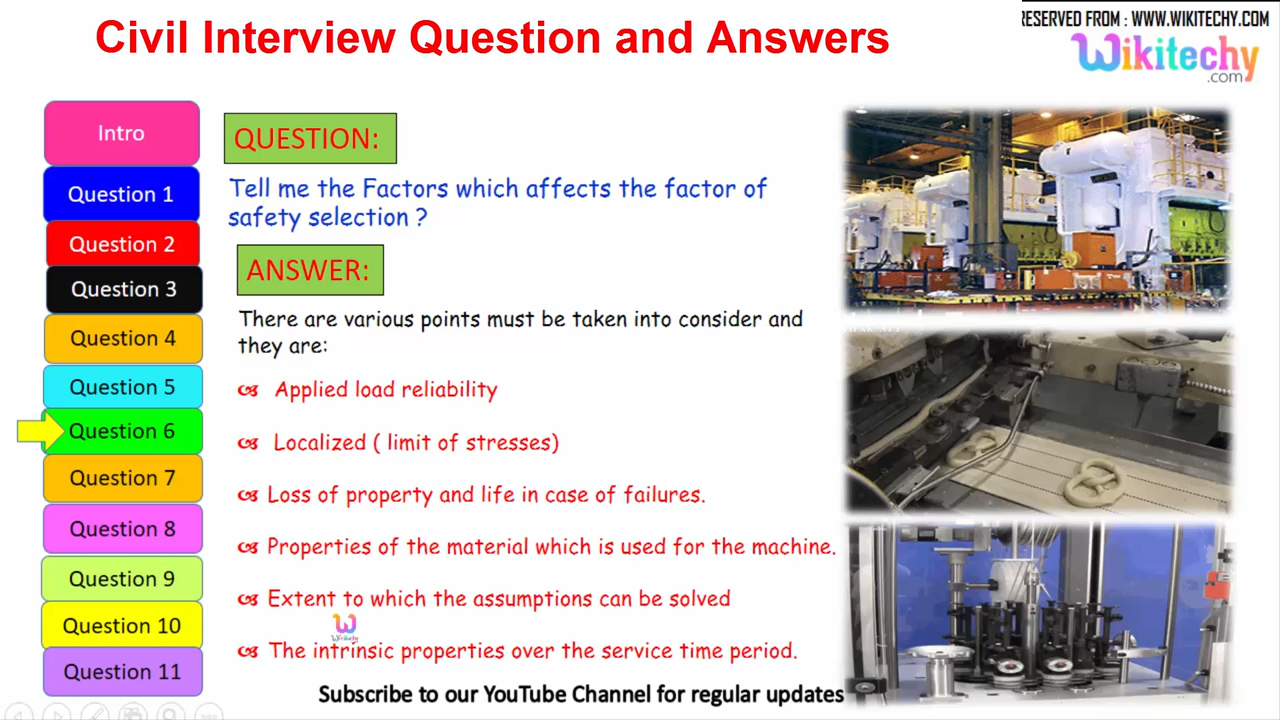 RESERVED FROM : WWW.WIKITECHY.COM
Civil Interview Question and Answers
Wikitechy
.com
Intro
Question 1
Question 2
Question 3
Question 4
Question 5
Question 6
Question 7
Question 8
Question 9
Question 10
Question 11
QUESTION:
Tell me the Factors which affects the factor of
safety selection ?
ANSWER:
There are various points must be taken into consider and
they are:
Applied load reliability
Localized ( limit of stresses)
Loss of property and life in case of failures.
Properties of the material which is used for the machine.
Extent to which the assumptions can be solved
Wikitechy
The intrinsic properties over the service time period.
Subscribe to our YouTube Channel for regular updates